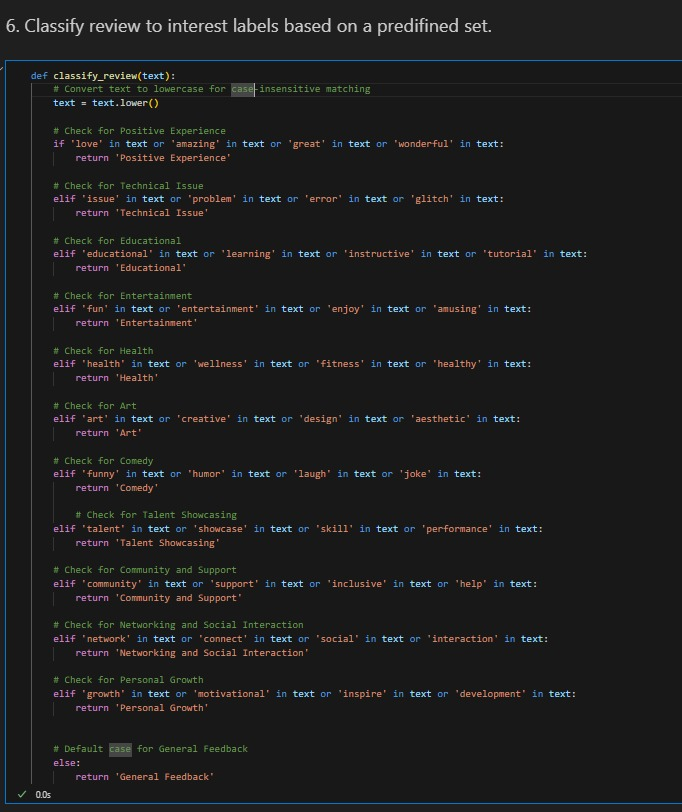 6. Classify review to interest labels based on a predifined set.
def classify_review(text):
# Convert text to lowercase for case-insensitive matching
text = text.lower()
# Check for Positive Experience
if 'love' in text or 'amazing' in text or 'great' in text or 'wonderful' in text:
return 'Positive Experience'
# Check for Technical Issue
elif 'issue' in text or 'problem' in text or 'error' in text or 'glitch' in text:
return 'Technical Issue'
# Check for Educational
elif 'educational' in text or 'learning' in text or 'instructive' in text or 'tutorial' in text:
return 'Educational'
# Check for Entertainment
elif 'fun' in text or 'entertainment' in text or 'enjoy' in text or 'amusing' in text:
return 'Entertainment'
# Check for Health
elif 'health' in text or 'wellness' in text or 'fitness' in text or 'healthy' in text:
return 'Health'
# Check for Art
elif 'art' in text or 'creative' in text or 'design' in text or 'aesthetic' in text:
return 'Art'
# Check for Comedy
elif 'funny' in text or 'humor' in text or 'laugh' in text or 'joke' in text:
return 'Comedy'
# Check for Talent Showcasing
elif 'talent' in text or 'showcase' in text or 'skill' in text or 'performance' in text:
return 'Talent Showcasing'
# Check for Community and Support
elif 'community' in text or 'support' in text or 'inclusive' in text or 'help' in text:
return 'Community and Support'
# Check for Networking and Social Interaction
elif 'network' in text or 'connect' in text or 'social' in text or 'interaction' in text:
return 'Networking and Social Interaction'
# Check for Personal Growth
elif 'growth' in text or 'motivational' in text or 'inspire' in text or 'development' in text:
return 'Personal Growth'
# Default case for General Feedback
else:
return 'General Feedback'
0.0s